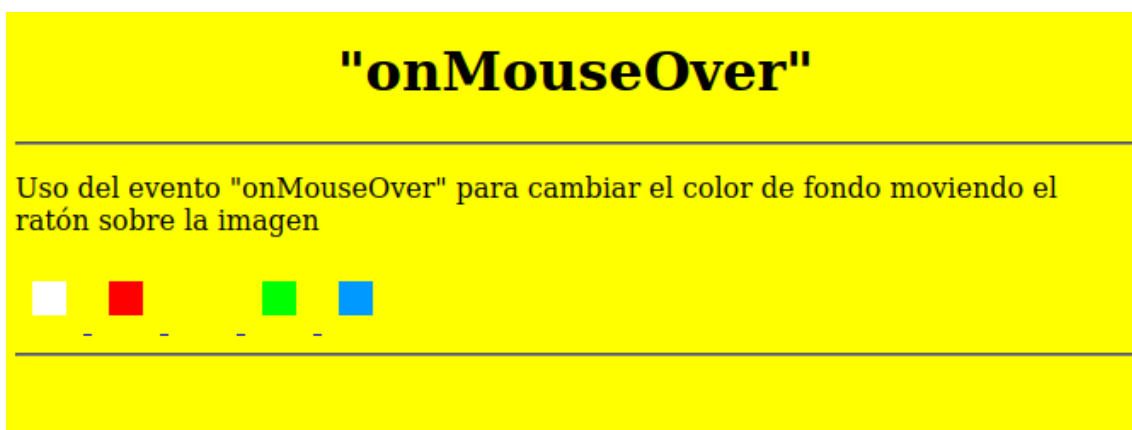 "onMouseOver"
Uso del evento "onMouseOver" para cambiar el color de fondo moviendo el
ratón sobre la imagen